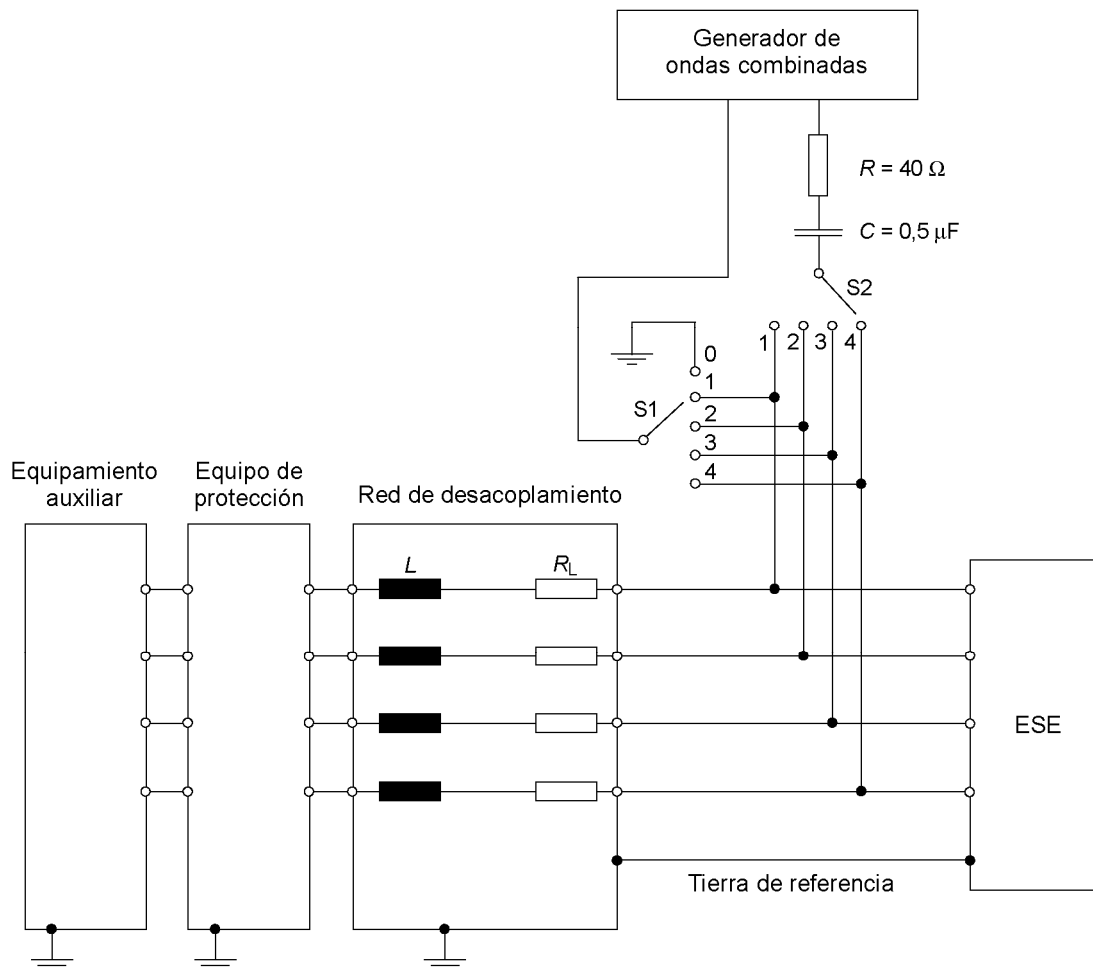 Generador de
ondas combinadas
R = 40 Ω
C = 0,5 μF
S2
1 2 3 4
0
1
S1
2
3
4
Equipamiento
auxiliar
Equipo de
protección
Red de desacoplamiento
L
RL
ESE
Tierra de referencia